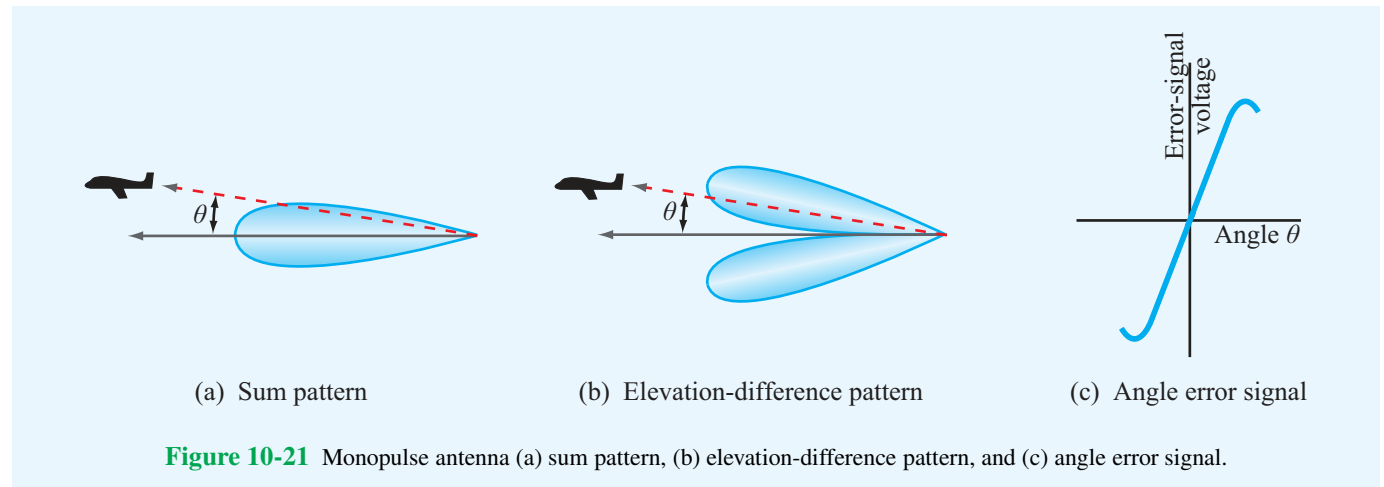 θ
(a) Sum pattern
θ
(b) Elevation-difference pattern
Error-signal
voltage
Angle θ
(c) Angle error signal
Figure 10-21 Monopulse antenna (a) sum pattern, (b) elevation-difference pattern, and (c) angle error signal.